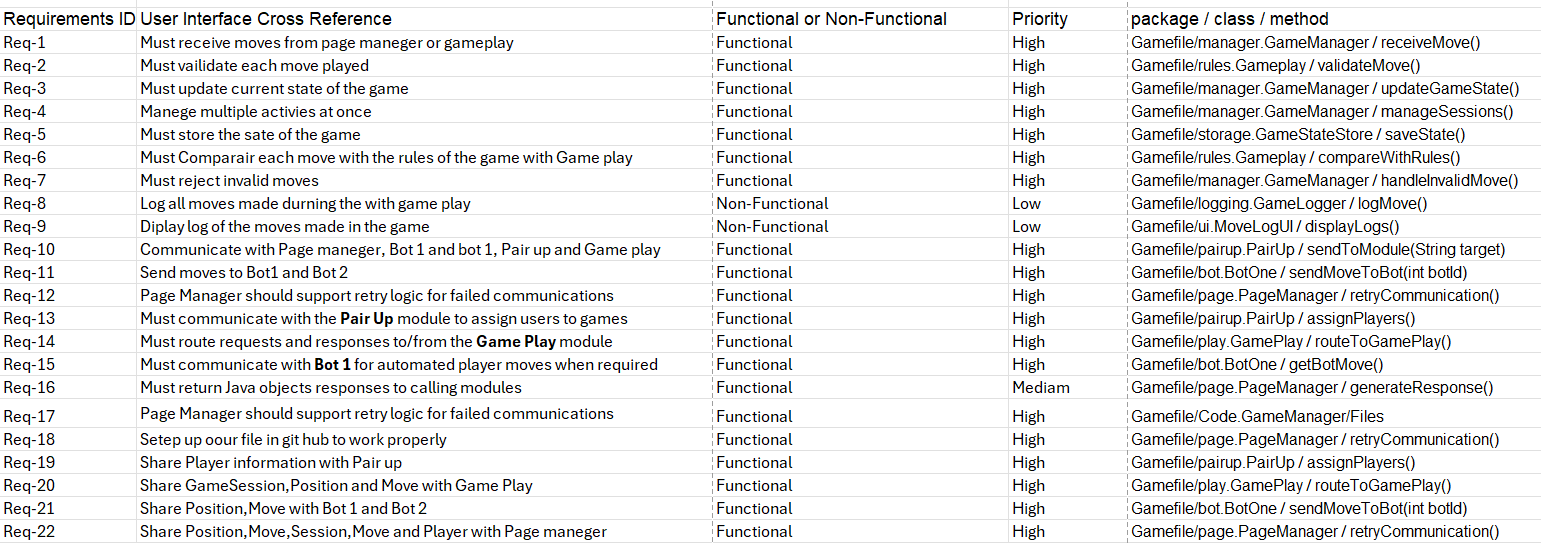 Requirements ID User Interface Cross Reference Functional or Non-Functional Priority package / class / method
Req-1 Must receive moves from page maneger or gameplay Functional High Gamefile/manager.GameManager / receiveMove()
Req-2 Must vailidate each move played Functional High Gamefile/rules.Gameplay / validateMove()
Req-3 Must update current state of the game Functional High Gamefile/manager.GameManager / updateGameState()
Req-4 Manege multiple activies at once Functional High Gamefile/manager.GameManager / manageSessions()
Req-5 Must store the sate of the game Functional High Gamefile/storage.GameStateStore / saveState()
Req-6 Must Comparair each move with the rules of the game with Game play Functional High Gamefile/rules.Gameplay / compareWithRules()
Req-7 Must reject invalid moves Functional High Gamefile/manager.GameManager / handleInvalidMove()
Req-8 Log all moves made durning the with game play Non-Functional Low Gamefile/logging.GameLogger / logMove()
Req-9 Diplay log of the moves made in the game Non-Functional Low Gamefile/ui.MoveLogUI / displayLogs()
Req-10 Communicate with Page maneger, Bot 1 and bot 1, Pair up and Game play Functional High Gamefile/pairup.PairUp / sendToModule(String target)
Req-11 Send moves to Bot1 and Bot 2 Functional High Gamefile/bot.BotOne / sendMoveToBot(int botId)
Req-12 Page Manager should support retry logic for failed communications Functional High Gamefile/page.PageManager / retryCommunication()
Req-13 Must communicate with the Pair Up module to assign users to games Functional High Gamefile/pairup.PairUp / assignPlayers()
Req-14 Must route requests and responses to/from the Game Play module Functional High Gamefile/play.GamePlay / routeToGamePlay()
Req-15 Must communicate with Bot 1 for automated player moves when required Functional High Gamefile/bot.BotOne / getBotMove()
Req-16 Must return Java objects responses to calling modules Functional Mediam Gamefile/page.PageManager / generateResponse()
Req-17 Page Manager should support retry logic for failed communications Functional High Gamefile/Code.GameManager/Files
Req-18 Setep up oour file in git hub to work properly Functional High Gamefile/page.PageManager / retryCommunication()
Req-19 Share Player information with Pair up Functional High Gamefile/pairup.PairUp / assignPlayers()
Req-20 Share GameSession,Position and Move with Game Play Functional High Gamefile/play.GamePlay / routeToGamePlay()
Req-21 Share Position,Move with Bot 1 and Bot 2 Functional High Gamefile/bot.BotOne / sendMoveToBot(int botId)
Req-22 Share Position,Move,Session,Move and Player with Page maneger Functional High Gamefile/page.PageManager / retryCommunication()